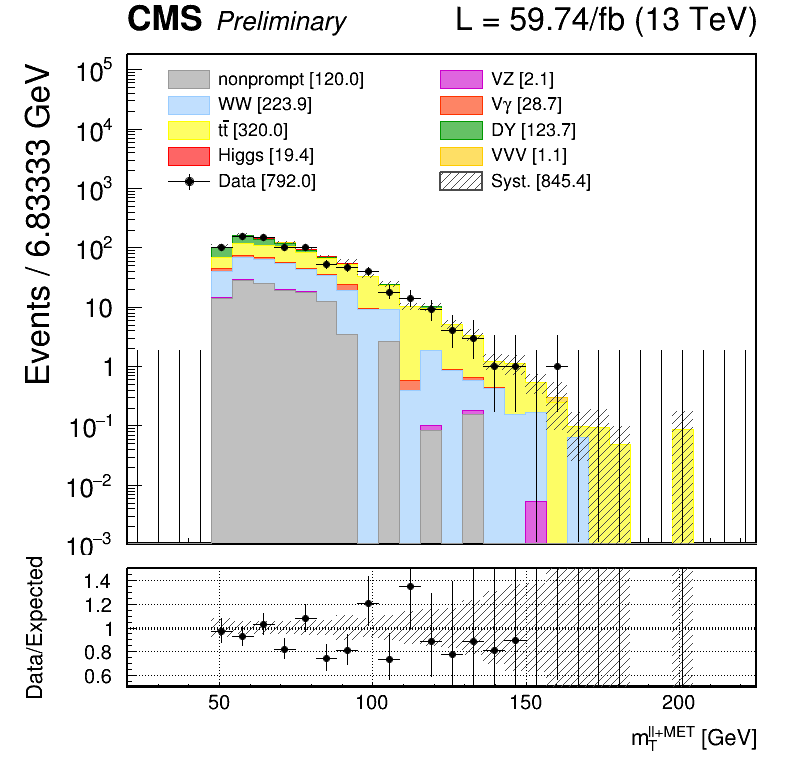 CMS Preliminary L = 59.74/fb (13 TeV)
Events / 6.83333 GeV
10⁵
10⁴
10³
10²
10
1
10⁻¹
10⁻²
10⁻³
nonprompt [120.0]
WW [223.9]
tt̄ [320.0]
Higgs [19.4]
Data [792.0]
VZ [2.1]
Vγ [28.7]
DY [123.7]
VVV [1.1]
Syst. [845.4]
Data/Expected
1.4
1.2
1
0.8
0.6
50 100 150 200
m_T^{ll+MET} [GeV]